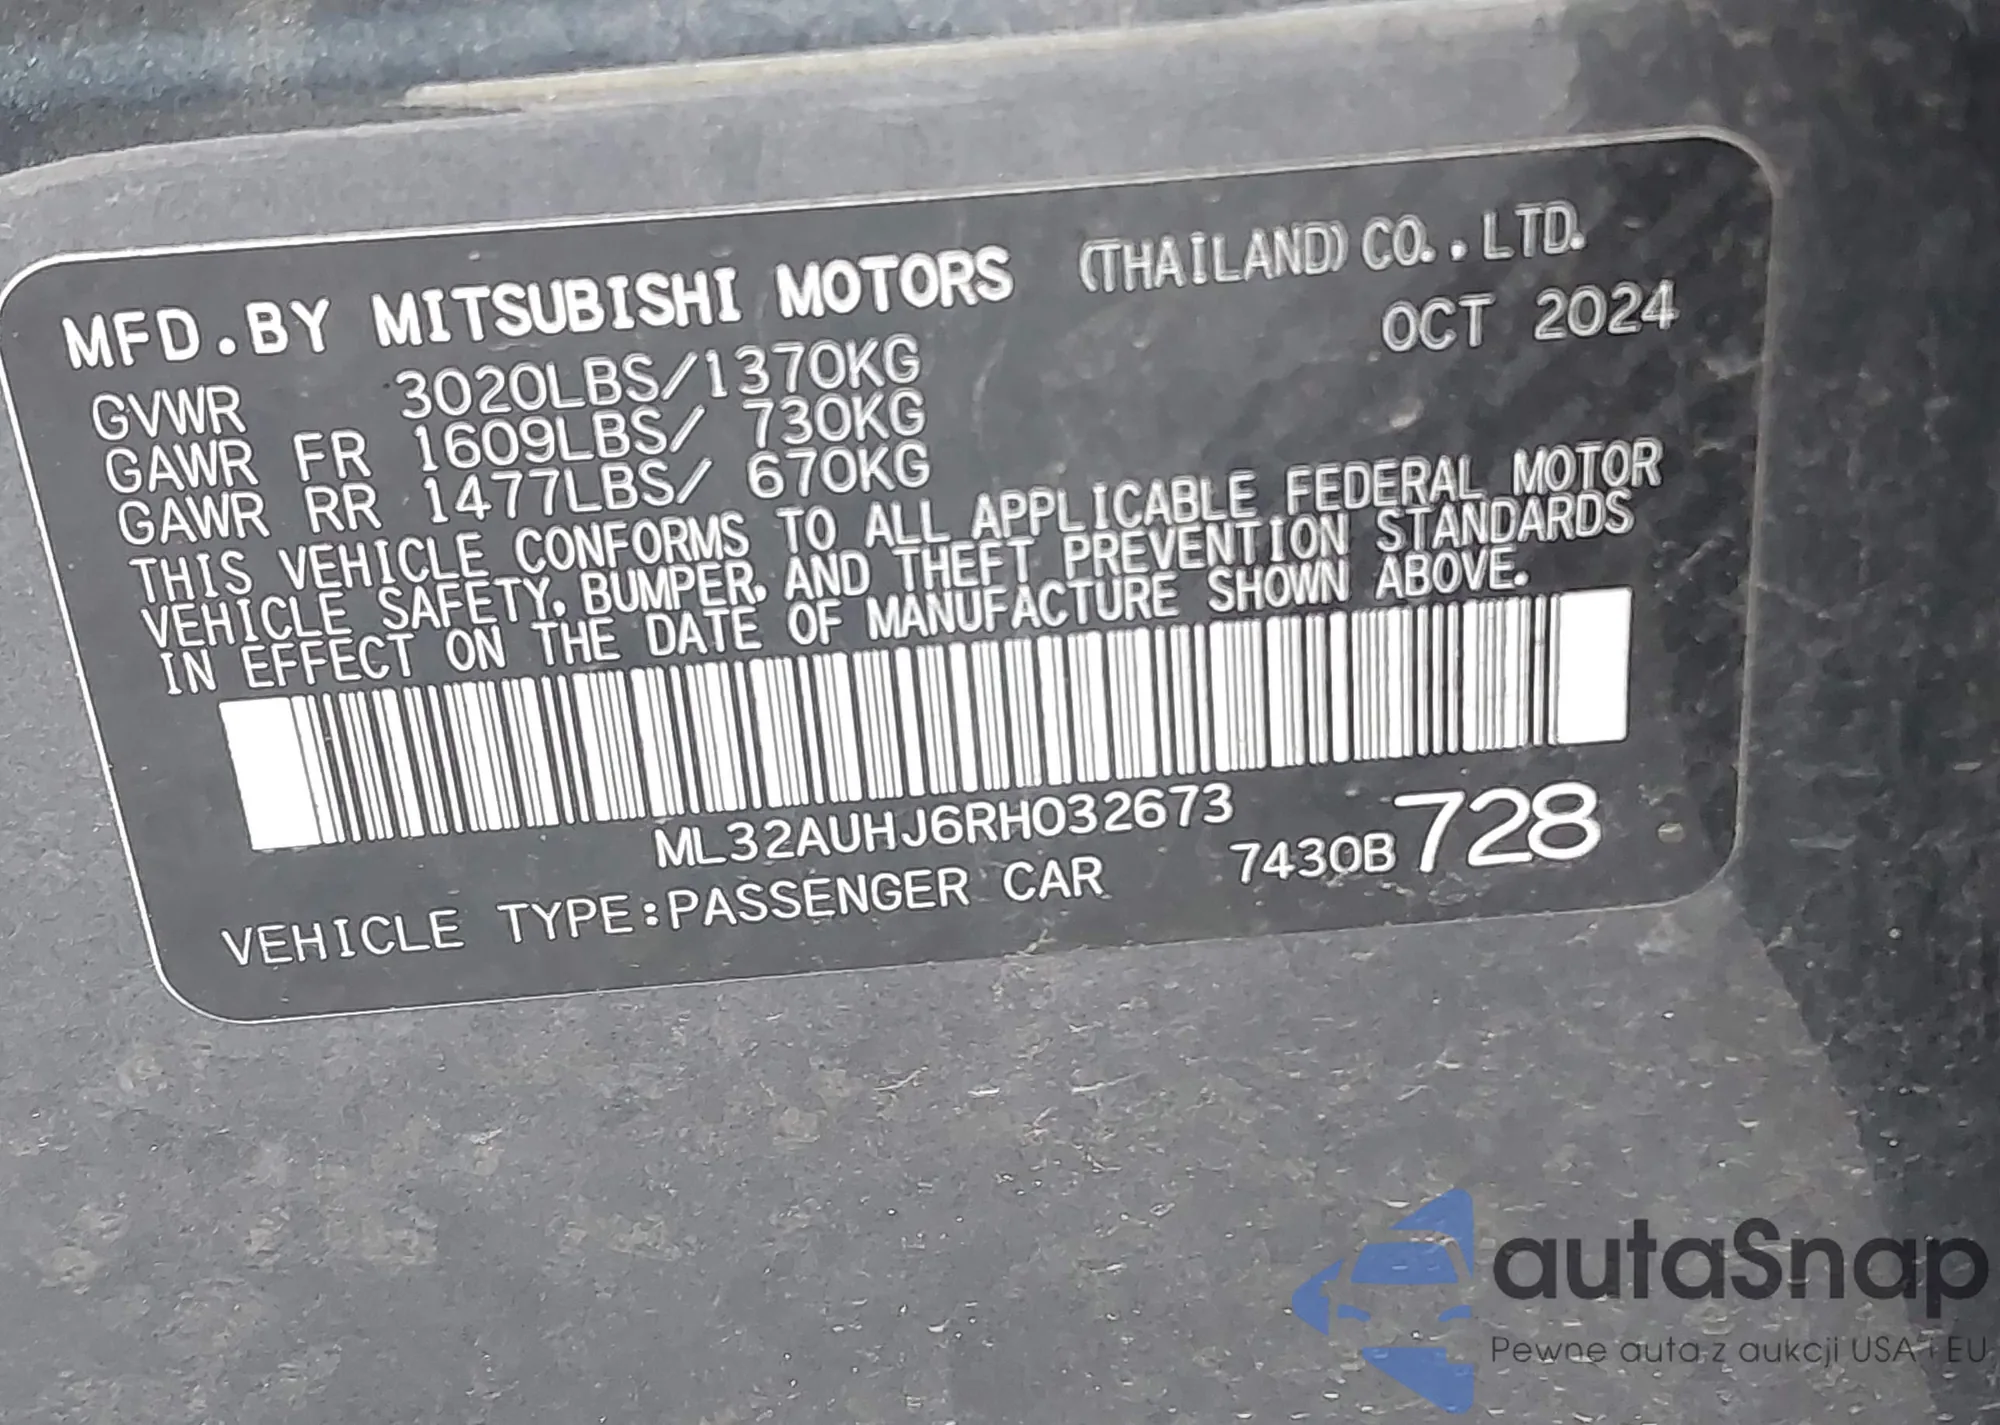 MFD.BY MITSUBISHI MOTORS (THAILAND) CO.,LTD.
OCT 2024
GVWR 3020LBS/1370KG
GAWR FR 1609LBS/ 730KG
GAWR RR 1477LBS/ 670KG
THIS VEHICLE CONFORMS TO ALL APPLICABLE FEDERAL MOTOR
VEHICLE SAFETY, BUMPER, AND THEFT PREVENTION STANDARDS
IN EFFECT ON THE DATE OF MANUFACTURE SHOWN ABOVE.
ML32AUHJ6RH032673
VEHICLE TYPE:PASSENGER CAR 7430B 728
autaSnap
Pewne auta z aukcji USA i EU